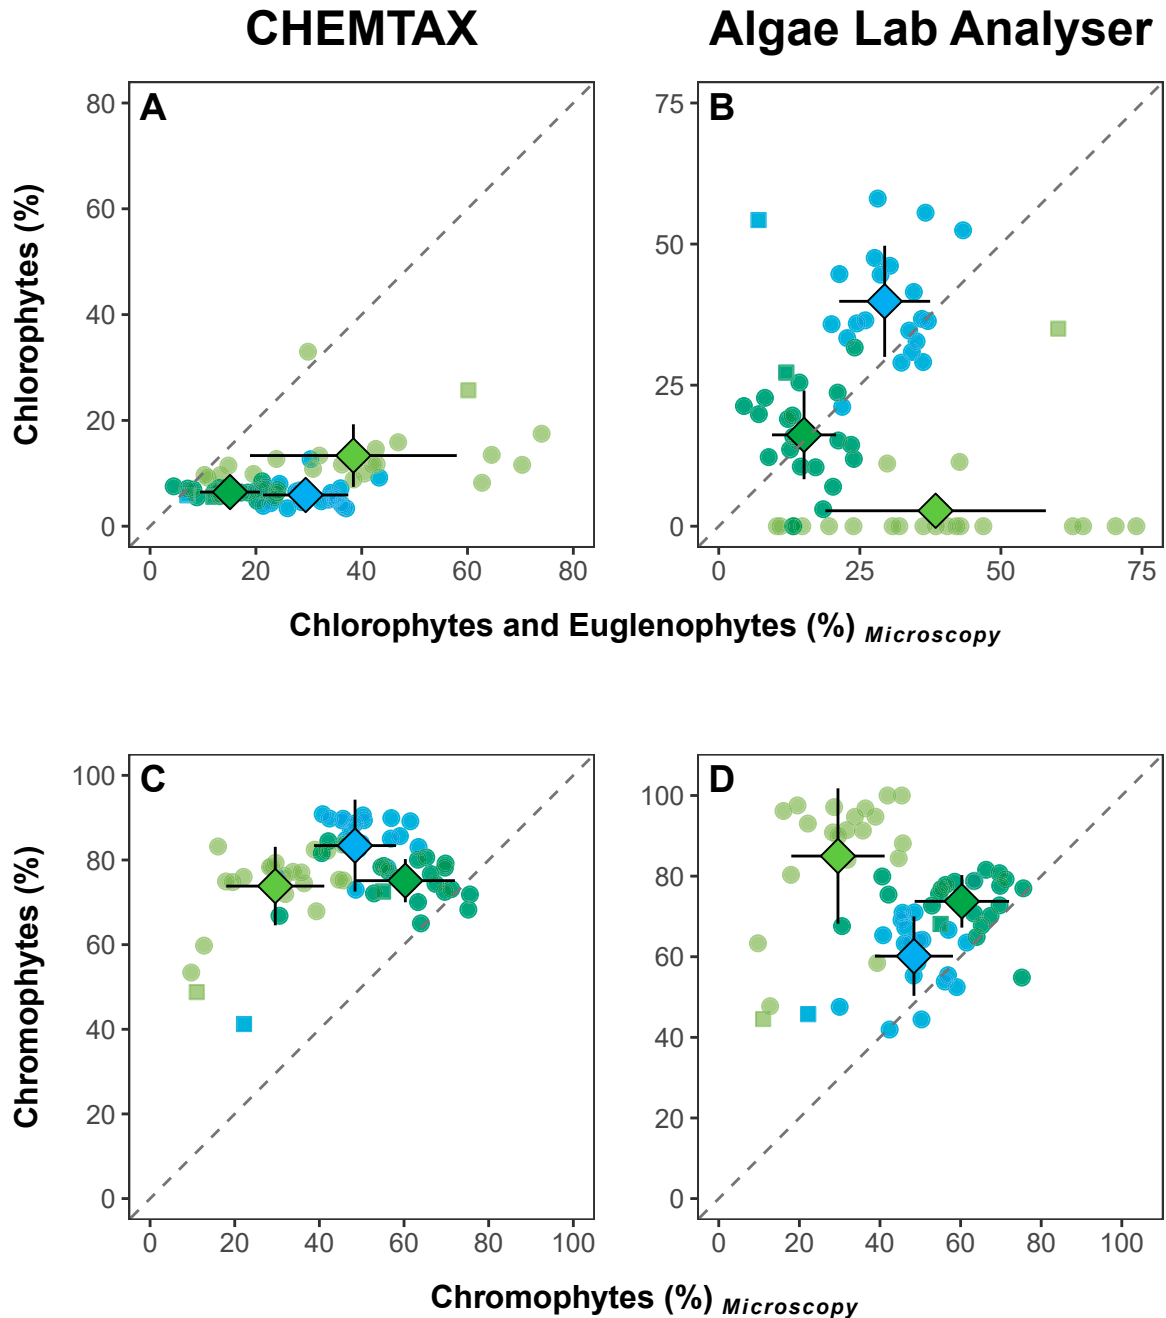 CHEMTAX Algae Lab Analyser
A B
80 75
60
50
40
25
20
0 0
0 20 40 60 80 0 25 50 75
Chlorophytes (%)
Chlorophytes and Euglenophytes (%) Microscopy
C D
100 100
80 80
60 60
40 40
20 20
0 0
0 20 40 60 80 100 0 20 40 60 80 100
Chromophytes (%)
Chromophytes (%) Microscopy